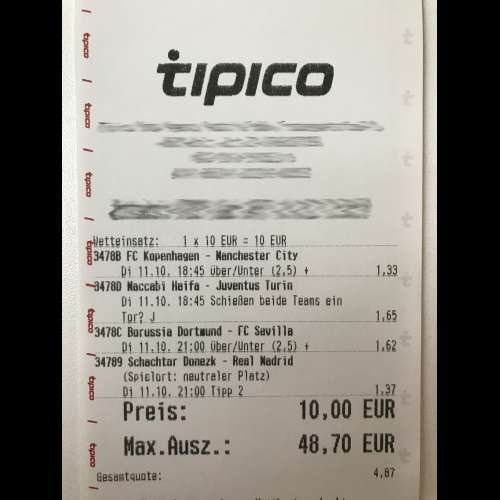 tipico
Wetteinsatz: 1 x 10 EUR = 10 EUR
3478B FC Kopenhagen - Manchester City
Di 11.10. 18:45 Über/Unter (2,5) + 1,33
3478D Maccabi Haifa - Juventus Turin
Di 11.10. 18:45 Schießen beide Teams ein
Tor? J 1,65
3478C Borussia Dortmund - FC Sevilla
Di 11.10. 21:00 Über/Unter (2,5) + 1,62
34789 Schachtar Donezk - Real Madrid
(Spielort: neutraler Platz)
Di 11.10. 21:00 Tipp 2 1,37
Preis: 10,00 EUR
Max.Ausz.: 48,70 EUR
Gesamtquote: 4,87